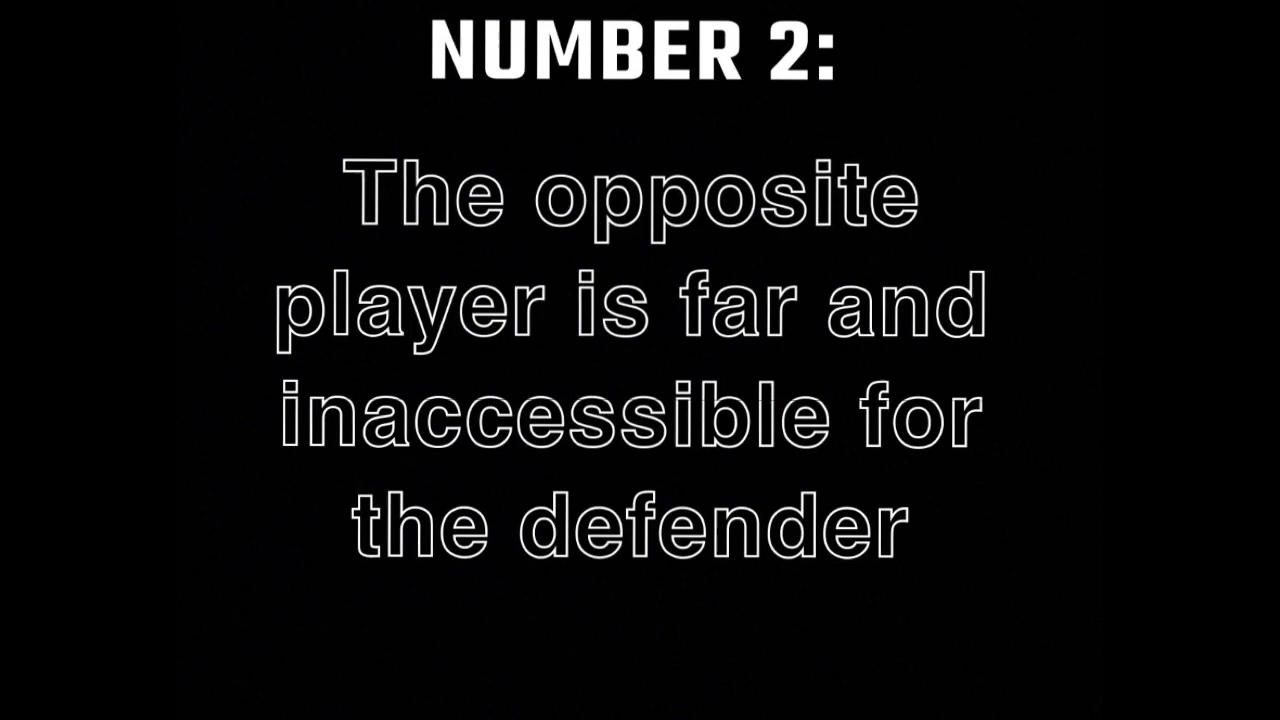 NUMBER 2:
The opposite
player is far and
inaccessible for
the defender